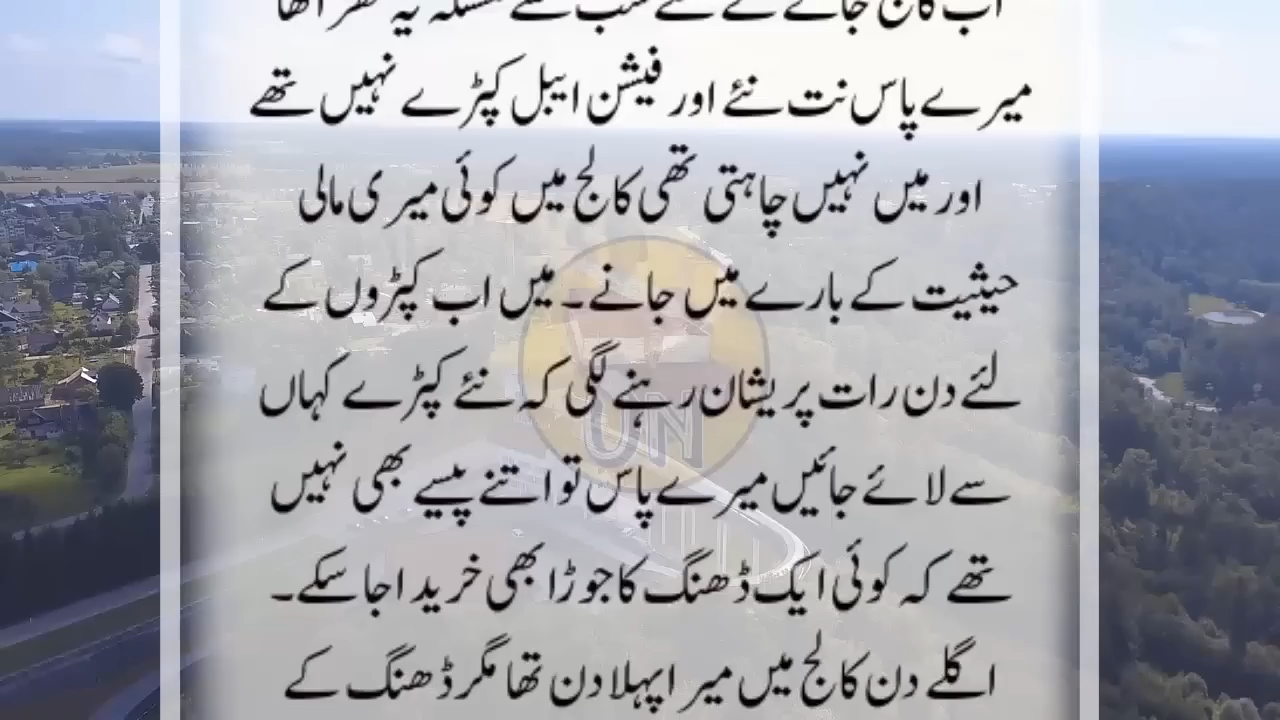 میرے پاس نت نئے اور فیشن ایبل کپڑے نہیں تھے
اور میں نہیں چاہتی تھی کالج میں کوئی میری مالی
حیثیت کے بارے میں جانے۔ میں اب کپڑوں کے
لئے دن رات پریشان رہنے لگی کہ نئے کپڑے کہاں
سے لائے جائیں میرے پاس تو اتنے پیسے بھی نہیں
تھے کہ کوئی ایک ڈھنگ کا جوڑا بھی خریدا جا سکے۔
اگلے دن کالج میں میرا پہلا دن تھا مگر ڈھنگ کے
UN